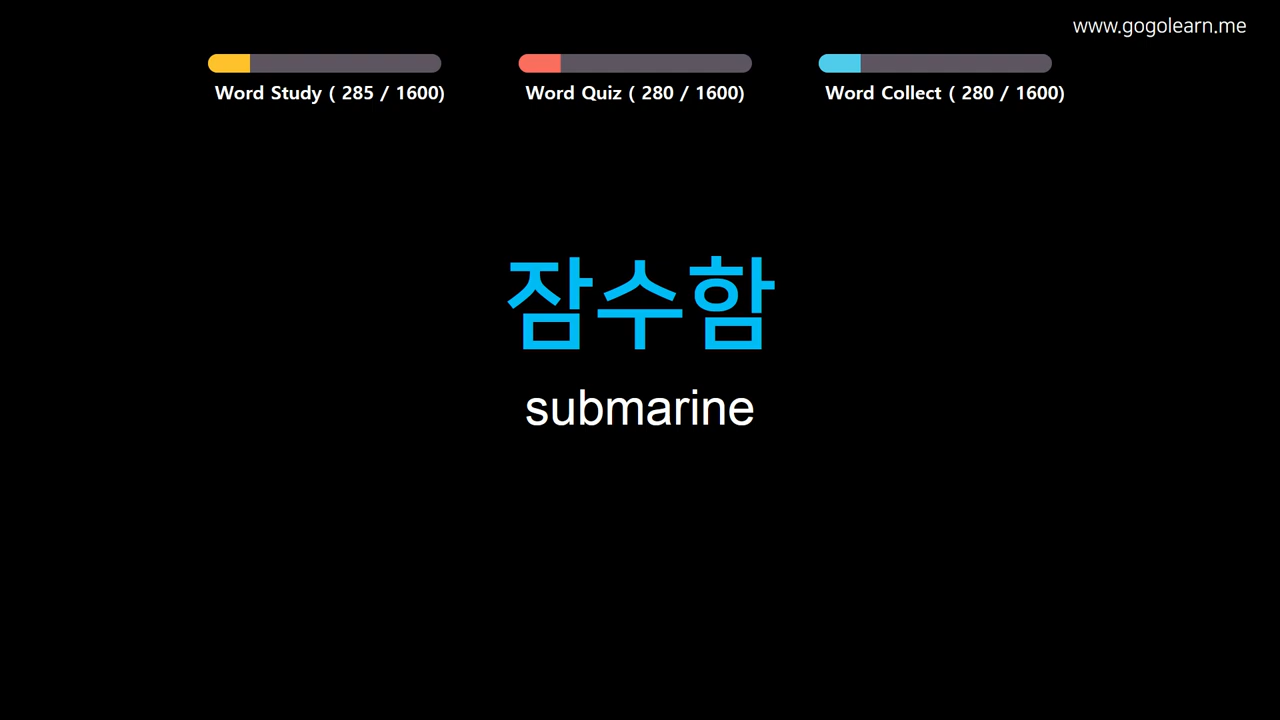 www.gogolearn.me
Word Study ( 285 / 1600)
Word Quiz ( 280 / 1600)
Word Collect ( 280 / 1600)
잠수함
submarine